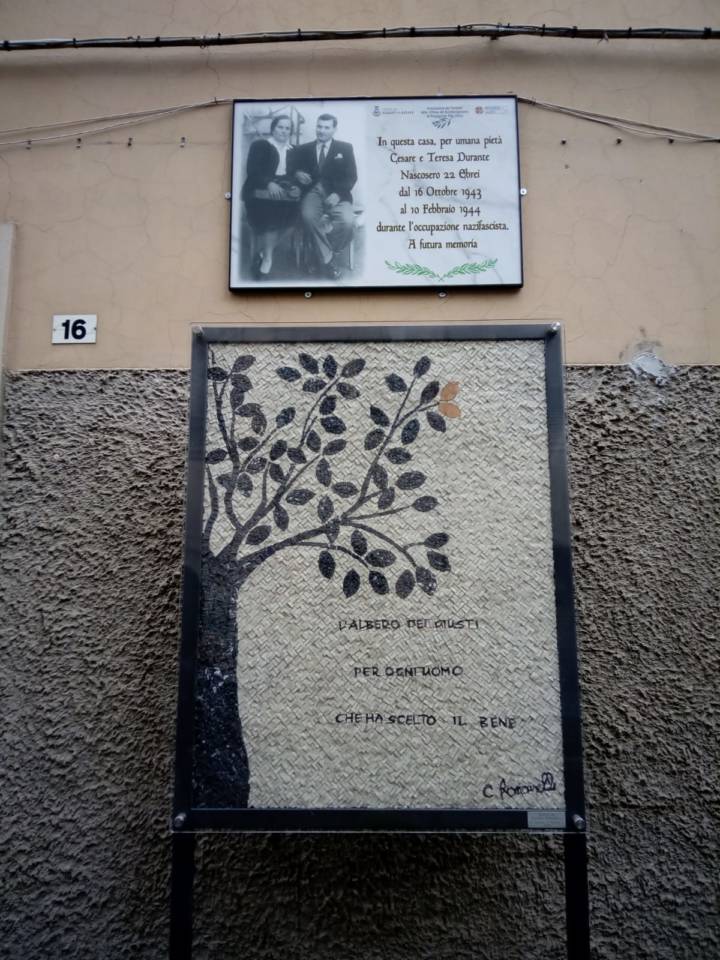 In questa casa, per umana pietà
Cesare e Teresa Durante
Nascosero 22 Ebrei
dal 16 Ottobre 1943
al 10 Febbraio 1944
durante l'occupazione nazifascista.
A futura memoria
16
L'ALBERO DEI GIUSTI
PER OGNI UOMO
CHE HA SCELTO IL BENE